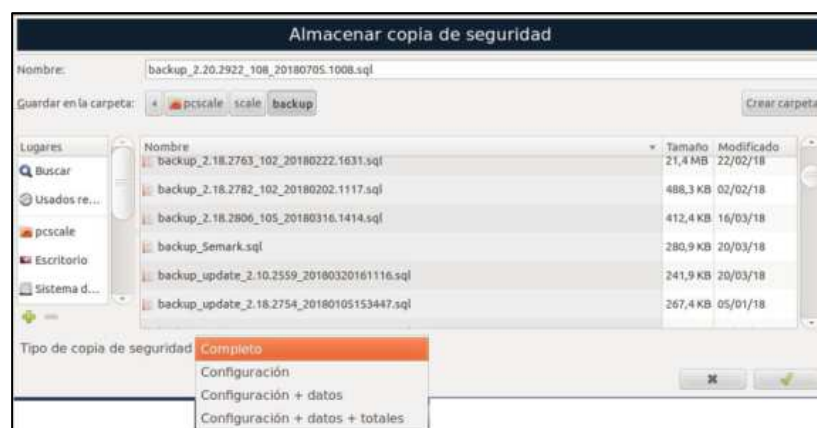 Almacenar copia de seguridad
Nombre: backup_2.20.2922_108_20180705.1008.sql
Guardar en la carpeta: pcscale scale backup Crear carpeta
Lugares Nombre Tamaño Modificado
Buscar backup_2.18.2763_102_20180222.1631.sql 21,4 MB 22/02/18
Usados re... backup_2.18.2782_102_20180202.1117.sql 488,3 KB 02/02/18
pcscale backup_2.18.2806_105_20180316.1414.sql 412,4 KB 16/03/18
Escritorio backup_Semark.sql 280,9 KB 20/03/18
Sistema d... backup_update_2.10.2559_20180320161116.sql 241,9 KB 20/03/18
backup_update_2.18.2754_20180105153447.sql 267,4 KB 05/01/18
Tipo de copia de seguridad Completo
Configuración
Configuración + datos
Configuración + datos + totales